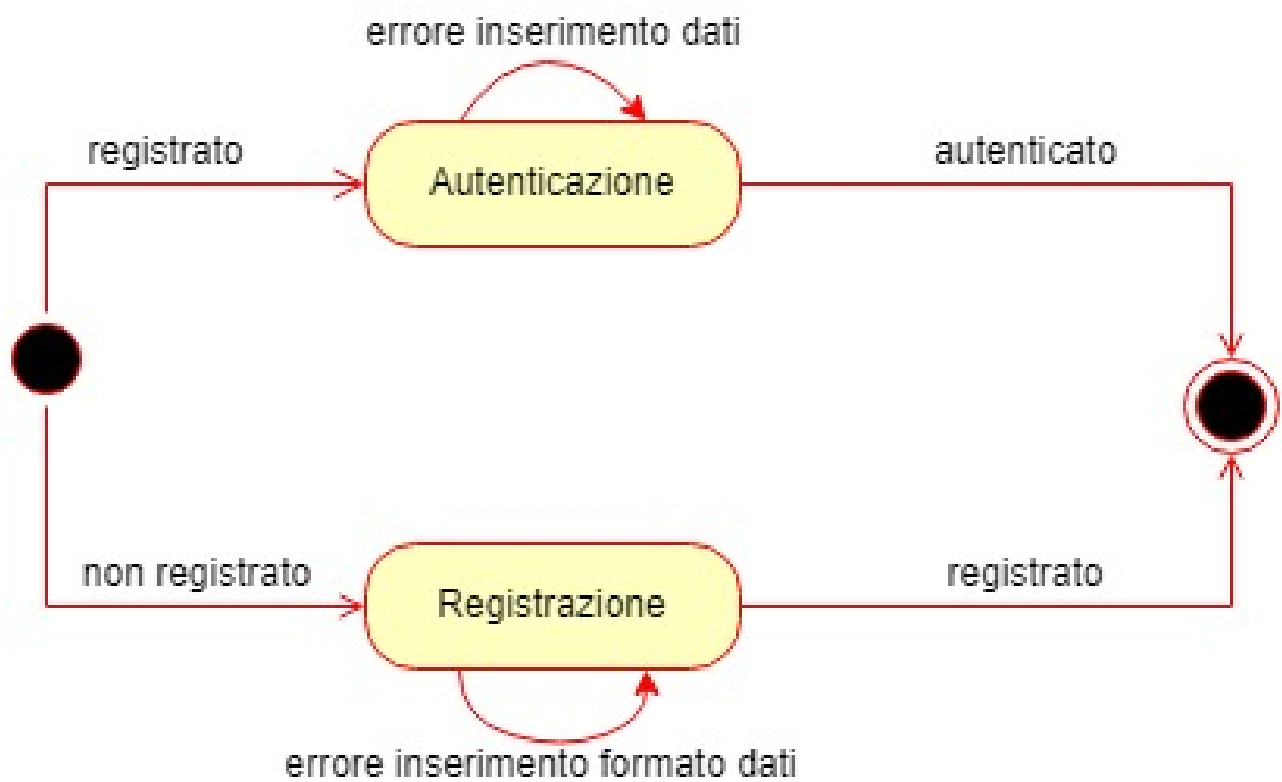 errore inserimento dati
registrato
Autenticazione
autenticato
non registrato
Registrazione
registrato
errore inserimento formato dati